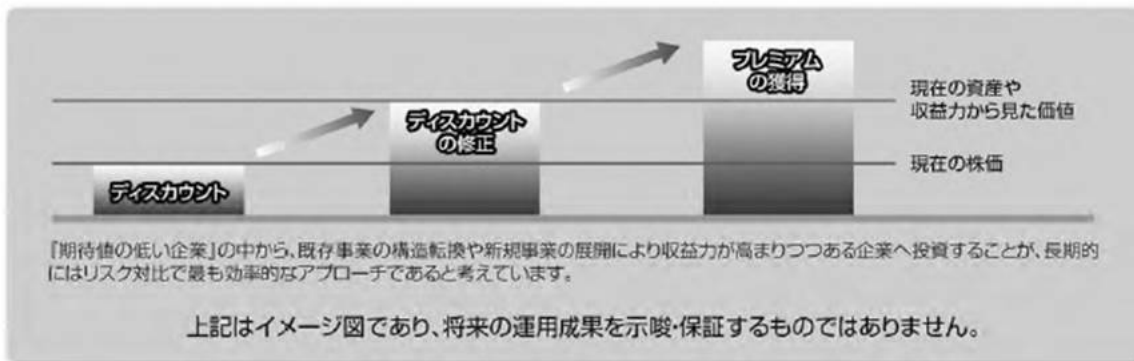 プレミアム
の獲得
現在の資産や
収益力から見た価値
ディスカウント
の修正
現在の株価
ディスカウント
『期待値の低い企業』の中から、既存事業の構造転換や新規事業の展開により収益力が高まりつつある企業へ投資することが、長期的
にはリスク対比で最も効率的なアプローチであると考えています。
上記はイメージ図であり、将来の運用成果を示唆・保証するものではありません。